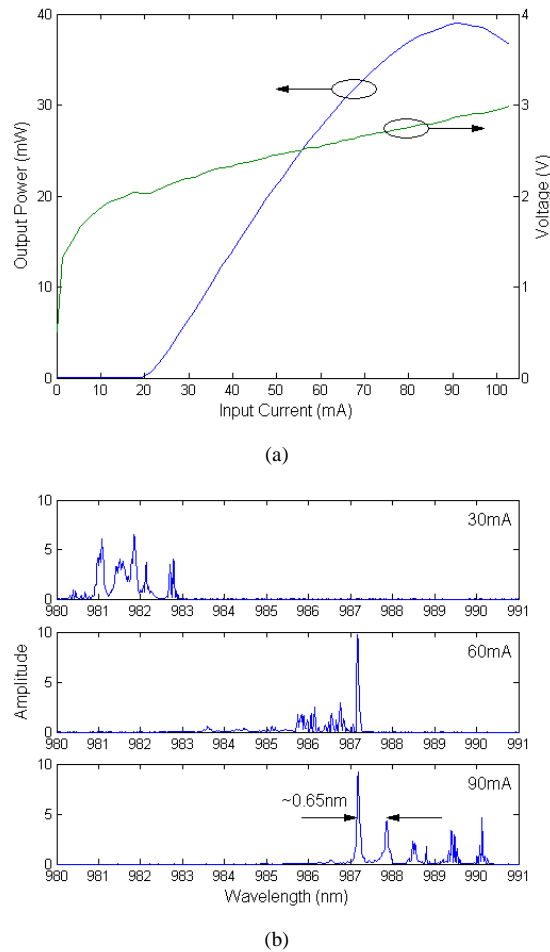 40
30
20
10
0
Output Power (mW)
4
3
2
1
0
Voltage (V)
0 10 20 30 40 50 60 70 80 90 100
Input Current (mA)
(a)
10
5
0
30mA
980 981 982 983 984 985 986 987 988 989 990 991
Amplitude
10
5
0
60mA
980 981 982 983 984 985 986 987 988 989 990 991
10
5
0
90mA
~0.65nm
980 981 982 983 984 985 986 987 988 989 990 991
Wavelength (nm)
(b)